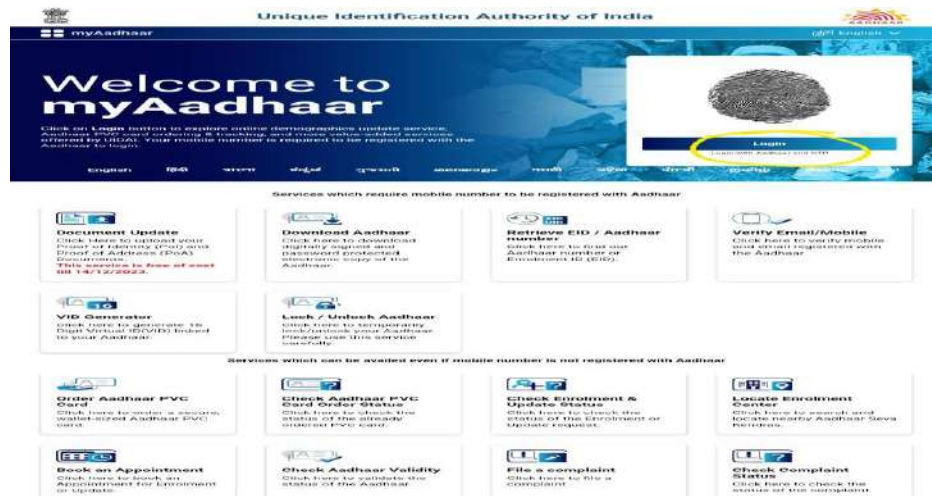 Unique Identification Authority of India
AADHAAR
myAadhaar
English
Welcome to
myAadhaar
Click on Login button to explore online demographics update service,
Aadhaar PVC card ordering & tracking, and more value-added services
offered by UIDAI. Your mobile number is required to be registered with the
Aadhaar to login.
Login
Login with Aadhaar and OTP
English हिंदी বাংলা ಕನ್ನಡ ગુજરાતી മലയാളം मराठी ଓଡ଼ିଆ ਪੰਜਾਬੀ தமிழ்
Services which require mobile number to be registered with Aadhaar
Document Update
Click Here to upload your
Proof of Identity (PoI) and
Proof of Address (PoA)
Documents.
This service is free of cost
till 14/12/2023.
Download Aadhaar
Click here to download
digitally signed and
password protected
electronic copy of the
Aadhaar.
Retrieve EID / Aadhaar
number
Click here to find our
Aadhaar number or
Enrolment ID (EID).
Verify Email/Mobile
Click here to verify mobile
and email registered with
the Aadhaar
VID Generator
Click here to generate 16
Digit Virtual ID(VID) linked
to your Aadhaar.
Lock / Unlock Aadhaar
Click here to temporarily
lock/unlock your Aadhaar
Please use this service
carefully.
Services which can be availed even if mobile number is not registered with Aadhaar
Order Aadhaar PVC
Card
Click here to order a secure,
wallet-sized Aadhaar PVC
card.
Check Aadhaar PVC
Card Order Status
Click here to check the
status of the already
ordered PVC card.
Check Enrolment &
Update Status
Click here to check the
status of the Enrolment or
Update request.
Locate Enrolment
Center
Click here to search and
locate nearby Aadhaar Seva
Kendras.
Book an Appointment
Click here to book an
Appointment for Enrolment
or Update.
Check Aadhaar Validity
Click here to validate the
status of the Aadhaar.
File a complaint
Click here to file a
complaint
Check Complaint
Status
Click here to check the
status of the complaint